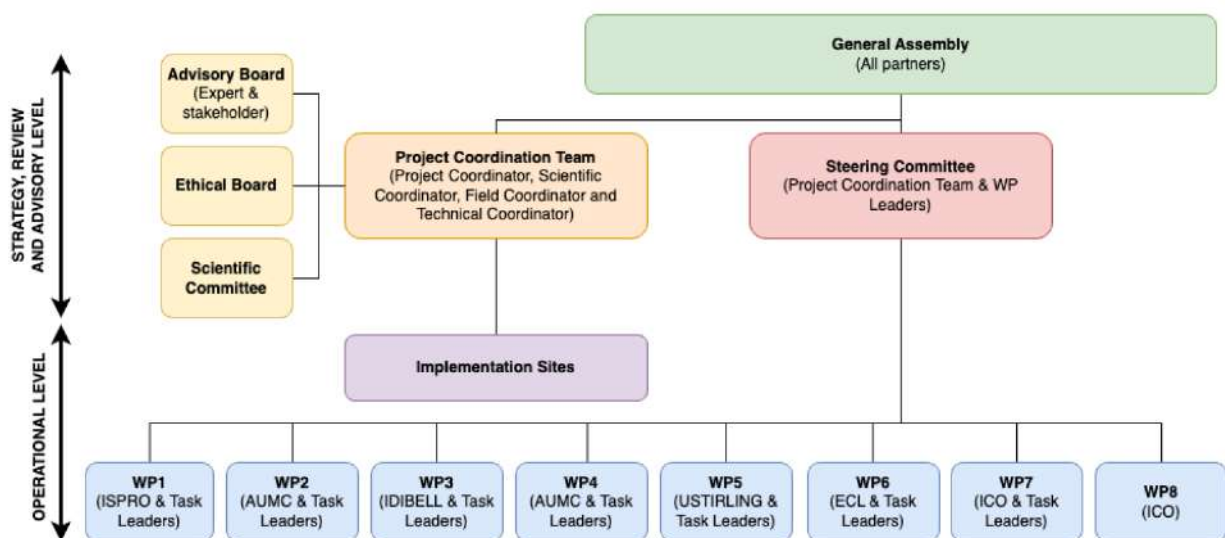 General Assembly
(All partners)
STRATEGY, REVIEW
AND ADVISORY LEVEL
Advisory Board
(Expert &
stakeholder)
Ethical Board
Scientific
Committee
Project Coordination Team
(Project Coordinator, Scientific
Coordinator, Field Coordinator and
Technical Coordinator)
Steering Committee
(Project Coordination Team & WP
Leaders)
OPERATIONAL LEVEL
Implementation Sites
WP1
(ISPRO & Task
Leaders)
WP2
(AUMC & Task
Leaders)
WP3
(IDIBELL & Task
Leaders)
WP4
(AUMC & Task
Leaders)
WP5
(USTIRLING &
Task Leaders)
WP6
(ECL & Task
Leaders)
WP7
(ICO & Task
Leaders)
WP8
(ICO)